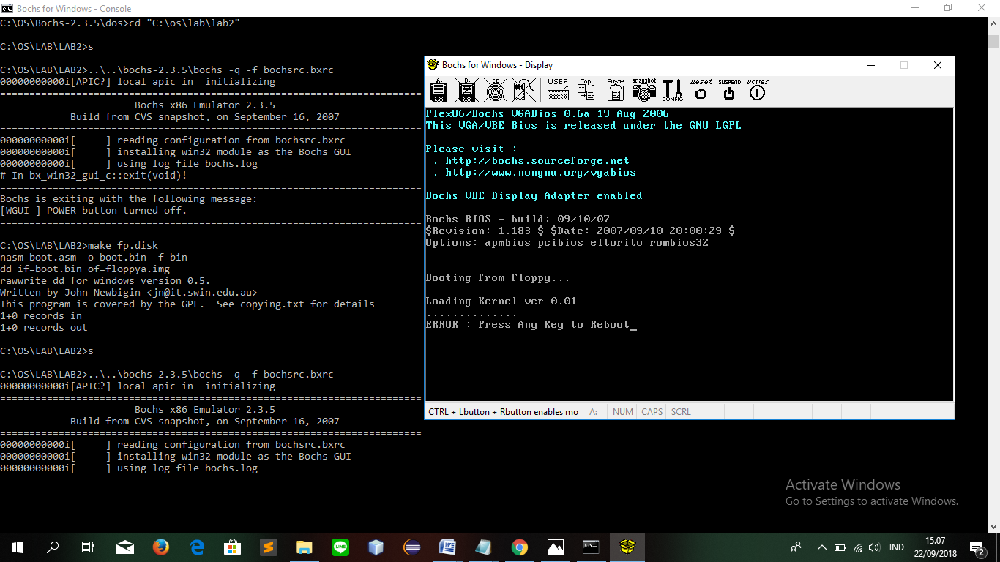 Bochs for Windows - Console
C:\OS\Bochs-2.3.5\dos>cd "C:\os\lab\lab2"
C:\OS\LAB\LAB2>s
C:\OS\LAB\LAB2>..\..\bochs-2.3.5\bochs -q -f bochsrc.bxrc
00000000000i[APIC?] local apic in  initializing
========================================================================
Bochs x86 Emulator 2.3.5
Build from CVS snapshot, on September 16, 2007
========================================================================
00000000000i[     ] reading configuration from bochsrc.bxrc
00000000000i[     ] installing win32 module as the Bochs GUI
00000000000i[     ] using log file bochs.log
# In bx_win32_gui_c::exit(void)!
========================================================================
Bochs is exiting with the following message:
[WGUI ] POWER button turned off.
========================================================================
C:\OS\LAB\LAB2>make fp.disk
nasm boot.asm -o boot.bin -f bin
dd if=boot.bin of=floppya.img
rawwrite dd for windows version 0.5.
Written by John Newbigin <jn@it.swin.edu.au>
This program is covered by the GPL.  See copying.txt for details
1+0 records in
1+0 records out
C:\OS\LAB\LAB2>s
C:\OS\LAB\LAB2>..\..\bochs-2.3.5\bochs -q -f bochsrc.bxrc
00000000000i[APIC?] local apic in  initializing
========================================================================
Bochs x86 Emulator 2.3.5
Build from CVS snapshot, on September 16, 2007
========================================================================
00000000000i[     ] reading configuration from bochsrc.bxrc
00000000000i[     ] installing win32 module as the Bochs GUI
00000000000i[     ] using log file bochs.log
Bochs for Windows - Display
A: B: CD USER Copy Paste snapshot CONFIG Reset SUSPEND Power
Plex86/Bochs VGABios 0.6a 19 Aug 2006
This VGA/VBE Bios is released under the GNU LGPL
Please visit :
. http://bochs.sourceforge.net
. http://www.nongnu.org/vgabios
Bochs VBE Display Adapter enabled
Bochs BIOS - build: 09/10/07
$Revision: 1.183 $ $Date: 2007/09/10 20:00:29 $
Options: apmbios pcibios eltorito rombios32
Booting from Floppy...
Loading Kernel ver 0.01
..............
ERROR : Press Any Key to Reboot_
CTRL + Lbutton + Rbutton enables mo A: NUM CAPS SCRL
Activate Windows
Go to Settings to activate Windows.
LINE
IND
15.07
22/09/2018
2